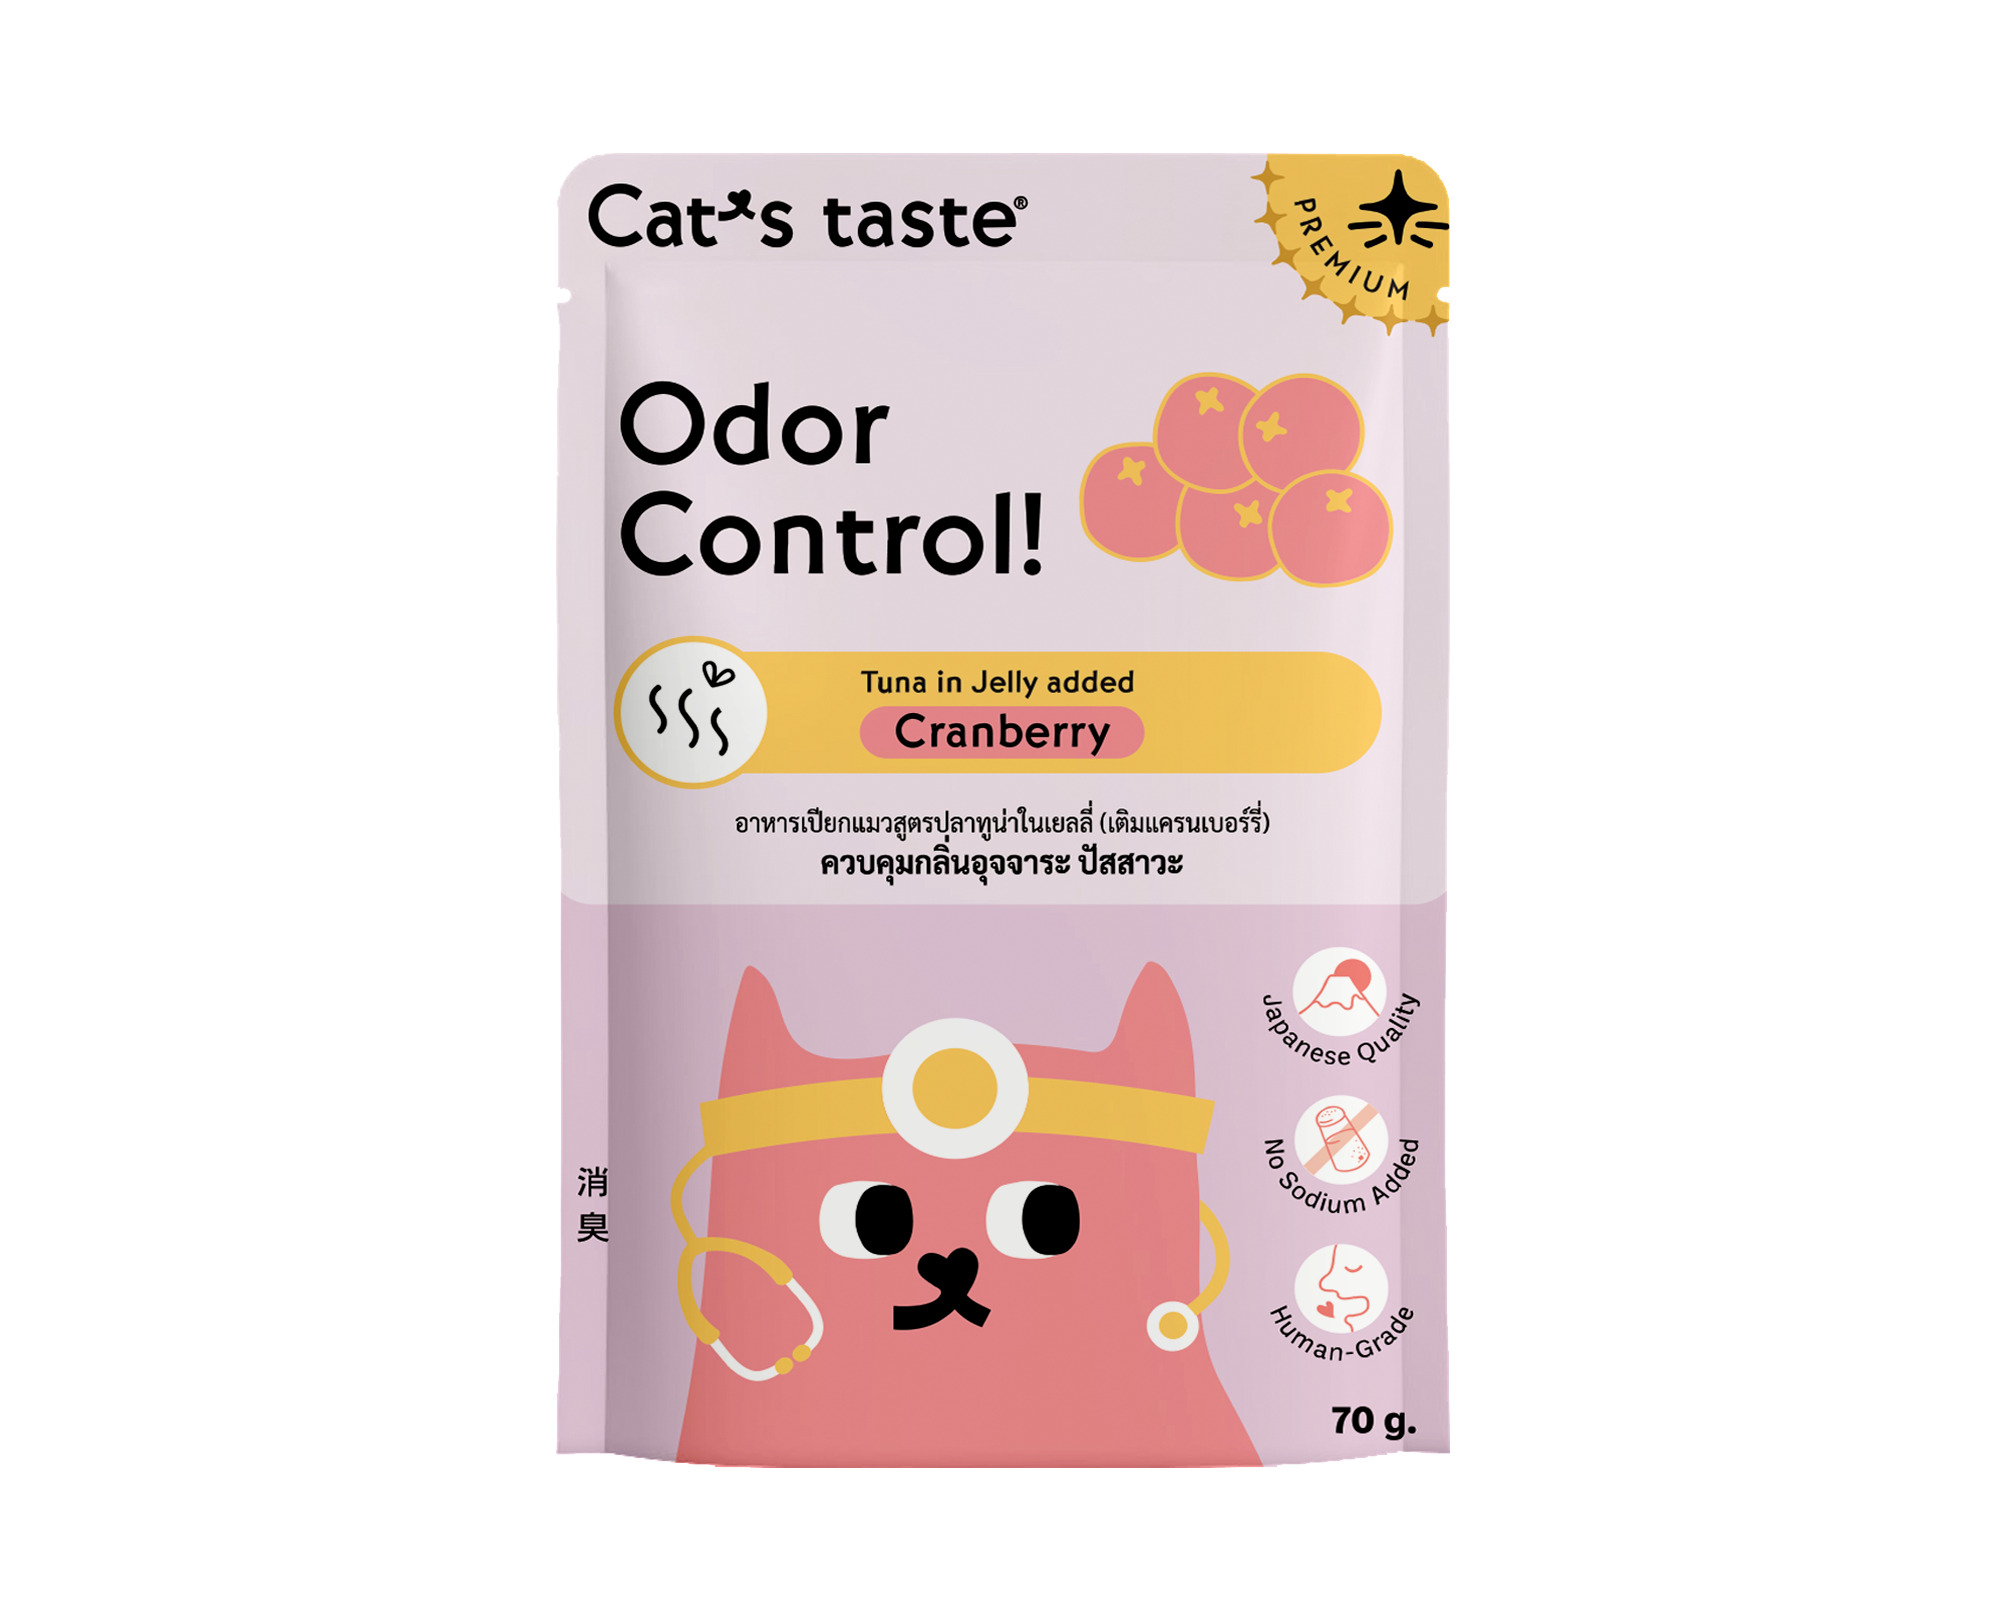 Cat's taste®
PREMIUM
Odor
Control!
Tuna in Jelly added
Cranberry
อาหารเปียกแมวสูตรปลาทูน่าในเยลลี่ (เติมแครนเบอร์รี่)
ควบคุมกลิ่นอุจจาระ ปัสสาวะ
Japanese Quality
No Sodium Added
消
臭
Human-Grade
70 g.